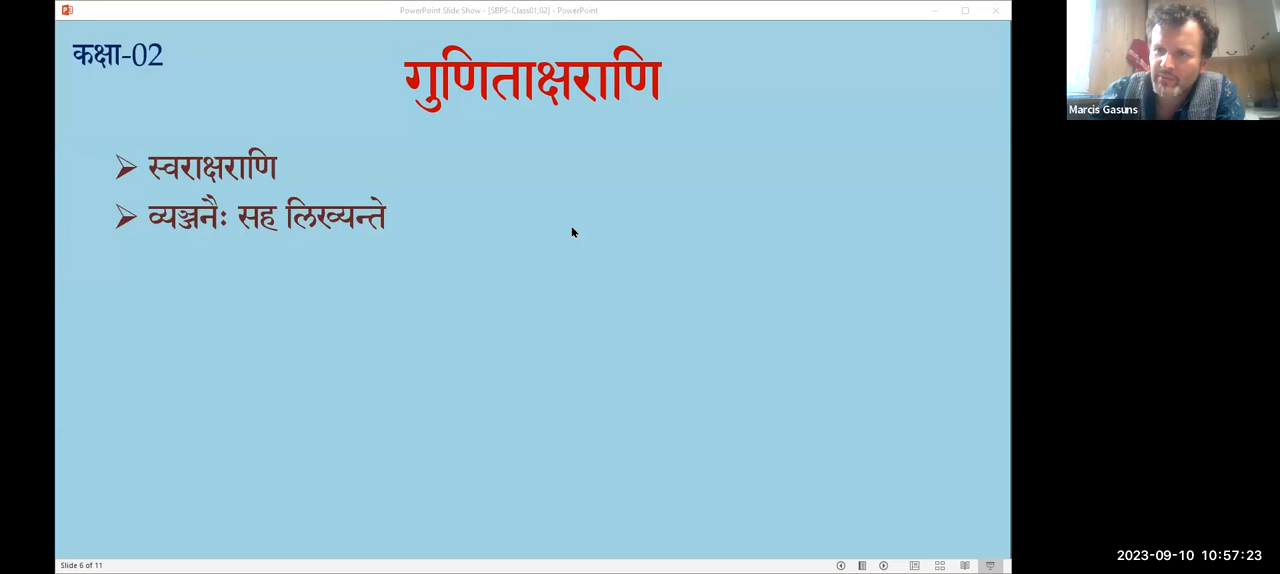 PowerPoint Slide Show - [SBPS-Class01,02] - PowerPoint
कक्षा-02
गुणिताक्षराणि
स्वराक्षराणि
व्यञ्जनैः सह लिख्यन्ते
Marcis Gasuns
Slide 6 of 11
2023-09-10 10:57:23